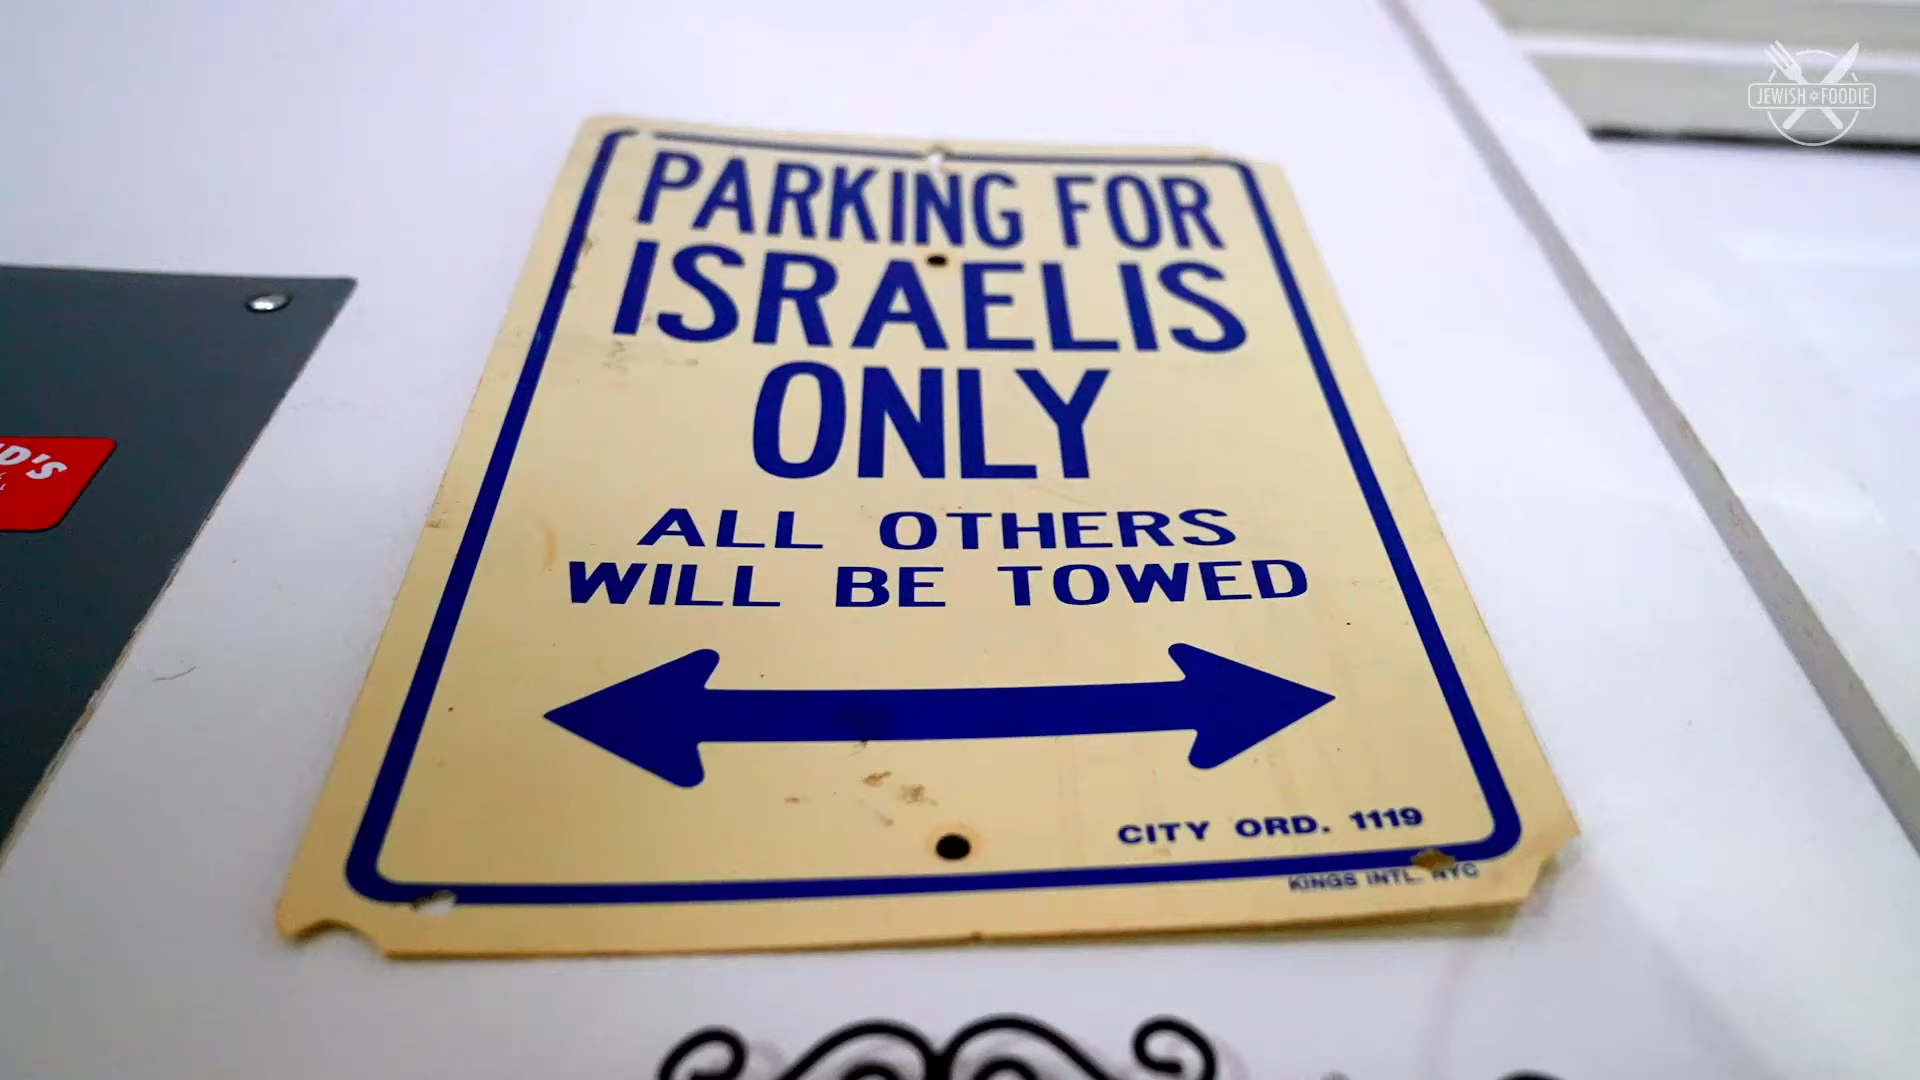 JEWISH FOODIE
PARKING FOR
ISRAELIS
ONLY
ALL OTHERS
WILL BE TOWED
CITY ORD. 1119
KINGS INTL. NYC
D'S